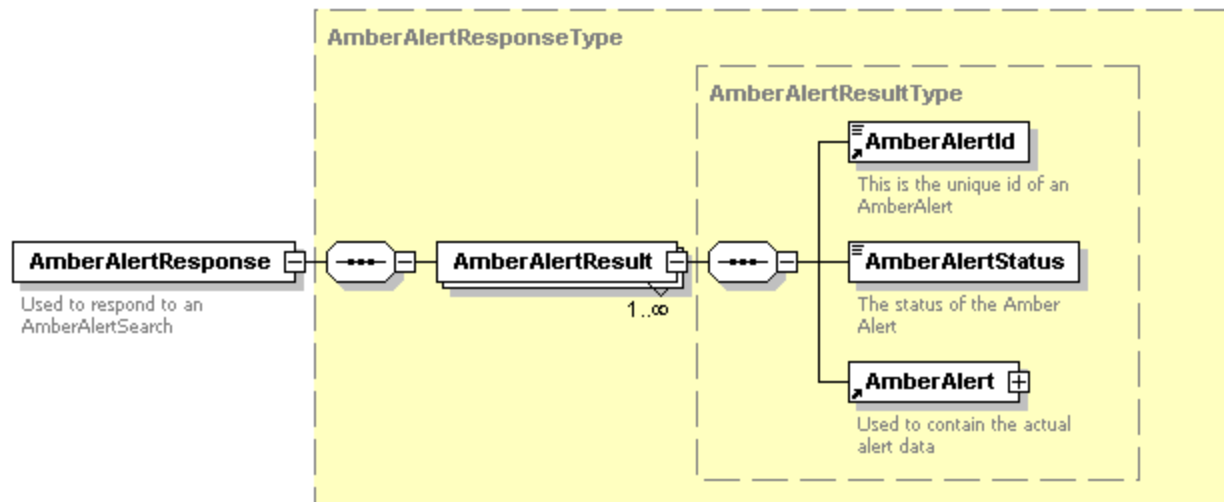 AmberAlertResponseType
AmberAlertResultType
AmberAlertId
This is the unique id of an
AmberAlert
AmberAlertResponse
Used to respond to an
AmberAlertSearch
AmberAlertResult
1..∞
AmberAlertStatus
The status of the Amber
Alert
AmberAlert
Used to contain the actual
alert data